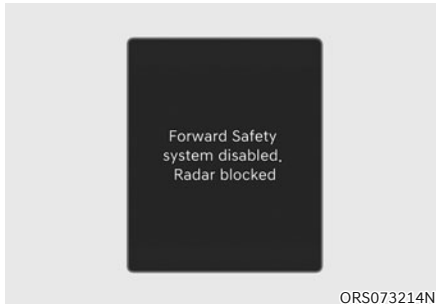 Forward Safety
system disabled.
Radar blocked
ORS073214N